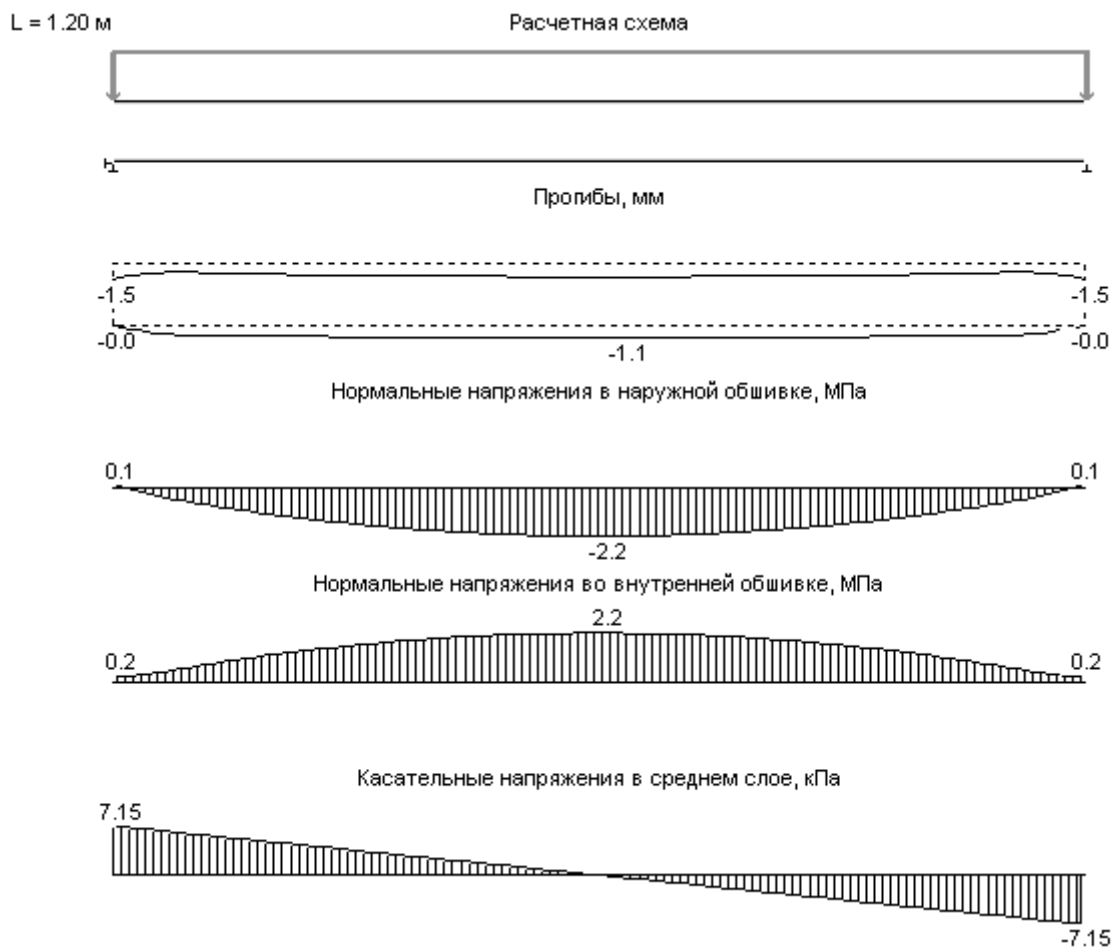 L = 1.20 м
Расчетная схема
Прогибы, мм
-1.5
-1.5
-0.0
-0.0
-1.1
Нормальные напряжения в наружной обшивке, МПа
0.1
0.1
-2.2
Нормальные напряжения во внутренней обшивке, МПа
2.2
0.2
0.2
Касательные напряжения в среднем слое, кПа
7.15
-7.15